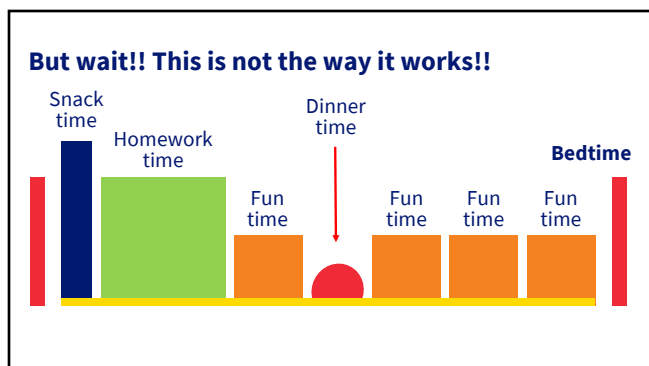 But wait!! This is not the way it works!!
Snack
time
Homework
time
Fun
time
Dinner
time
Fun
time
Fun
time
Fun
time
Bedtime